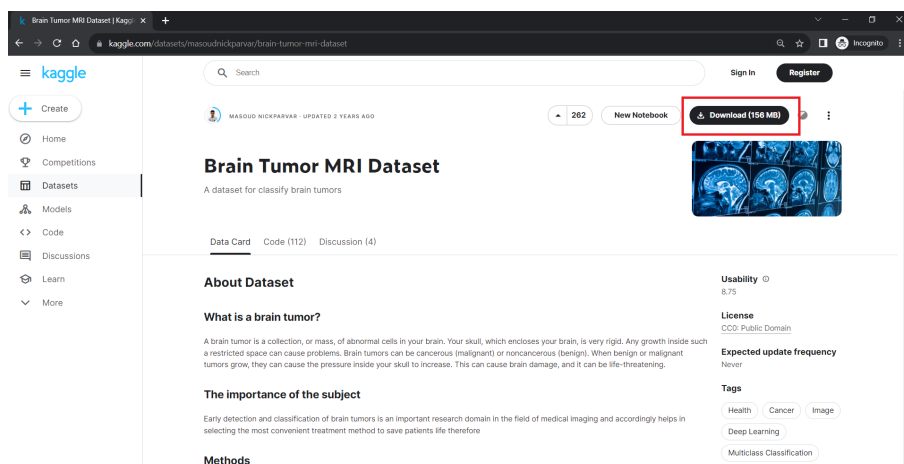 Brain Tumor MRI Dataset | Kaggl
kaggle.com/datasets/masoudnickparvar/brain-tumor-mri-dataset
Incognito
kaggle
Search
Sign In
Register
Create
MASOUD NICKPARVAR · UPDATED 2 YEARS AGO
262
New Notebook
Download (156 MB)
Home
Competitions
Datasets
Models
Code
Discussions
Learn
More
Brain Tumor MRI Dataset
A dataset for classify brain tumors
Data Card Code (112) Discussion (4)
About Dataset
What is a brain tumor?
A brain tumor is a collection, or mass, of abnormal cells in your brain. Your skull, which encloses your brain, is very rigid. Any growth inside such
a restricted space can cause problems. Brain tumors can be cancerous (malignant) or noncancerous (benign). When benign or malignant
tumors grow, they can cause the pressure inside your skull to increase. This can cause brain damage, and it can be life-threatening.
The importance of the subject
Early detection and classification of brain tumors is an important research domain in the field of medical imaging and accordingly helps in
selecting the most convenient treatment method to save patients life therefore
Methods
Usability
8.75
License
CC0: Public Domain
Expected update frequency
Never
Tags
Health Cancer Image
Deep Learning
Multiclass Classification